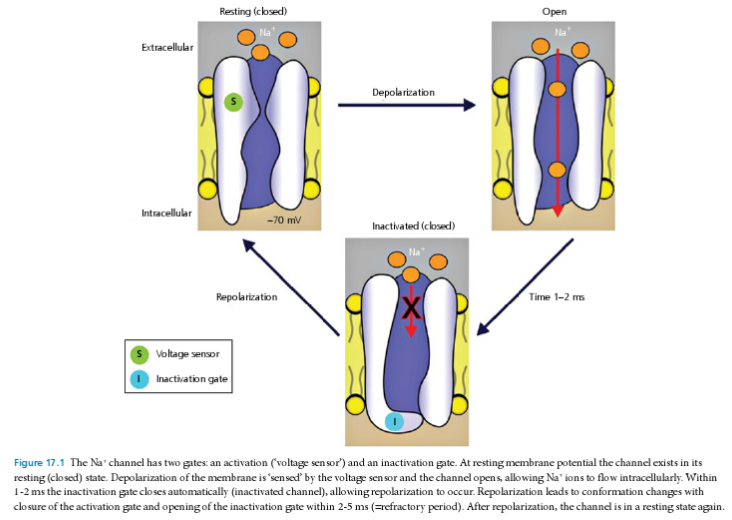 Resting (closed)
Open
Na⁺
Na⁺
Extracellular
S
Depolarization
Intracellular
−70 mV
Inactivated (closed)
Na⁺
Repolarization
Time 1–2 ms
S Voltage sensor
I Inactivation gate
I
Figure 17.1 The Na⁺ channel has two gates: an activation (‘voltage sensor’) and an inactivation gate. At resting membrane potential the channel exists in its
resting (closed) state. Depolarization of the membrane is ‘sensed’ by the voltage sensor and the channel opens, allowing Na⁺ ions to flow intracellularly. Within
1-2 ms the inactivation gate closes automatically (inactivated channel), allowing repolarization to occur. Repolarization leads to conformation changes with
closure of the activation gate and opening of the inactivation gate within 2-5 ms (=refractory period). After repolarization, the channel is in a resting state again.